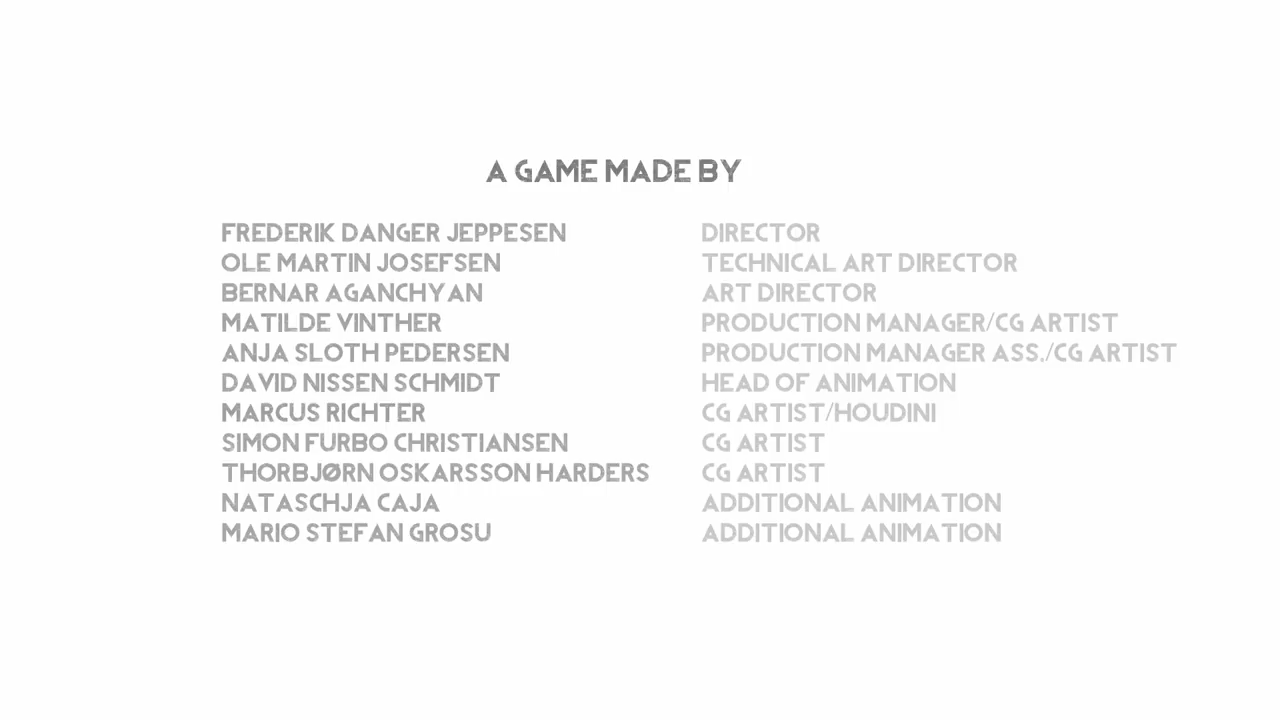 A GAME MADE BY
FREDERIK DANGER JEPPESEN DIRECTOR
OLE MARTIN JOSEFSEN TECHNICAL ART DIRECTOR
BERNAR AGANCHYAN ART DIRECTOR
MATILDE VINTHER PRODUCTION MANAGER/CG ARTIST
ANJA SLOTH PEDERSEN PRODUCTION MANAGER ASS./CG ARTIST
DAVID NISSEN SCHMIDT HEAD OF ANIMATION
MARCUS RICHTER CG ARTIST/HOUDINI
SIMON FURBO CHRISTIANSEN CG ARTIST
THORBJØRN OSKARSSON HARDERS CG ARTIST
NATASCHJA CAJA ADDITIONAL ANIMATION
MARIO STEFAN GROSU ADDITIONAL ANIMATION